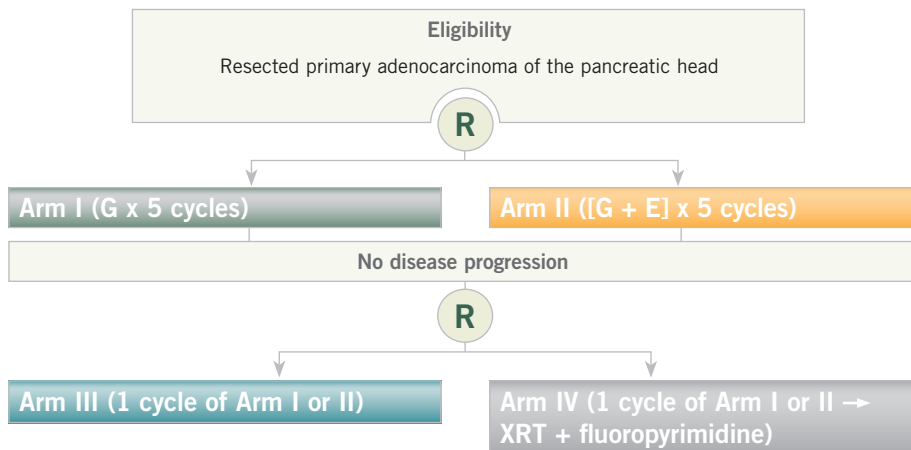 Eligibility
Resected primary adenocarcinoma of the pancreatic head
R
Arm I (G x 5 cycles)
Arm II ([G + E] x 5 cycles)
No disease progression
R
Arm III (1 cycle of Arm I or II)
Arm IV (1 cycle of Arm I or II →
XRT + fluoropyrimidine)